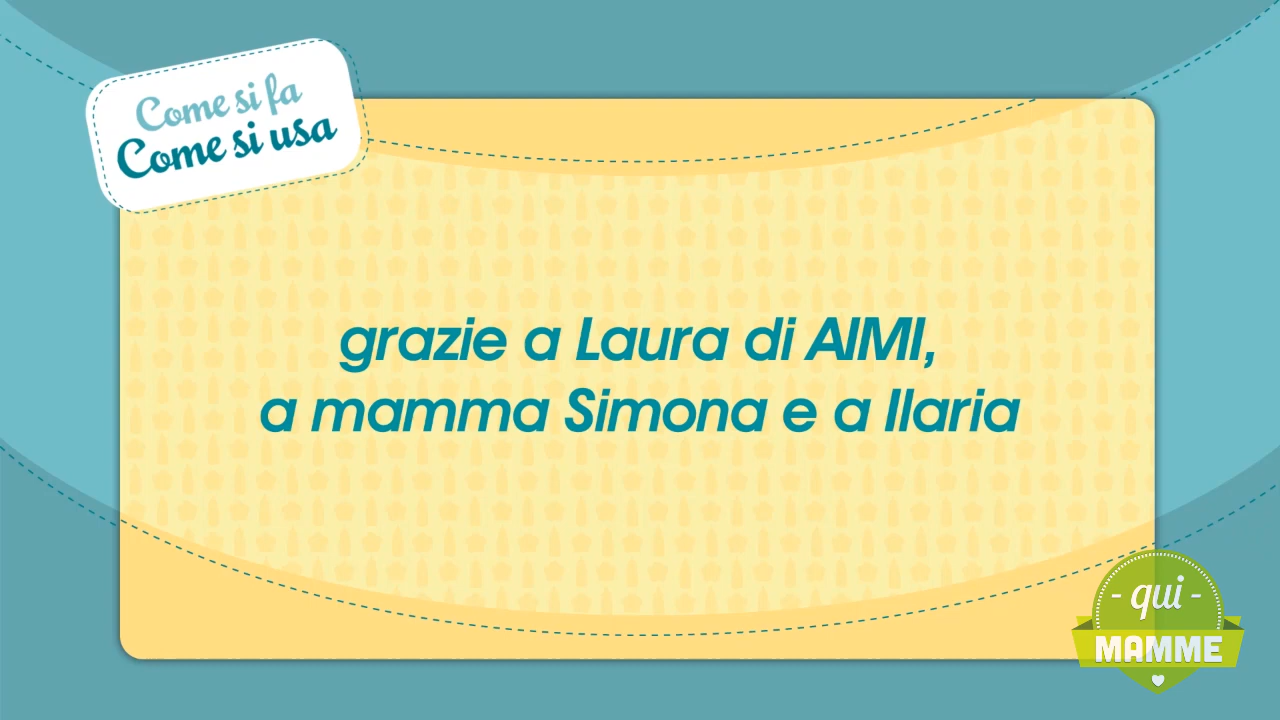 Come si fa
Come si usa
grazie a Laura di AIMI,
a mamma Simona e a Ilaria
- qui -
MAMME